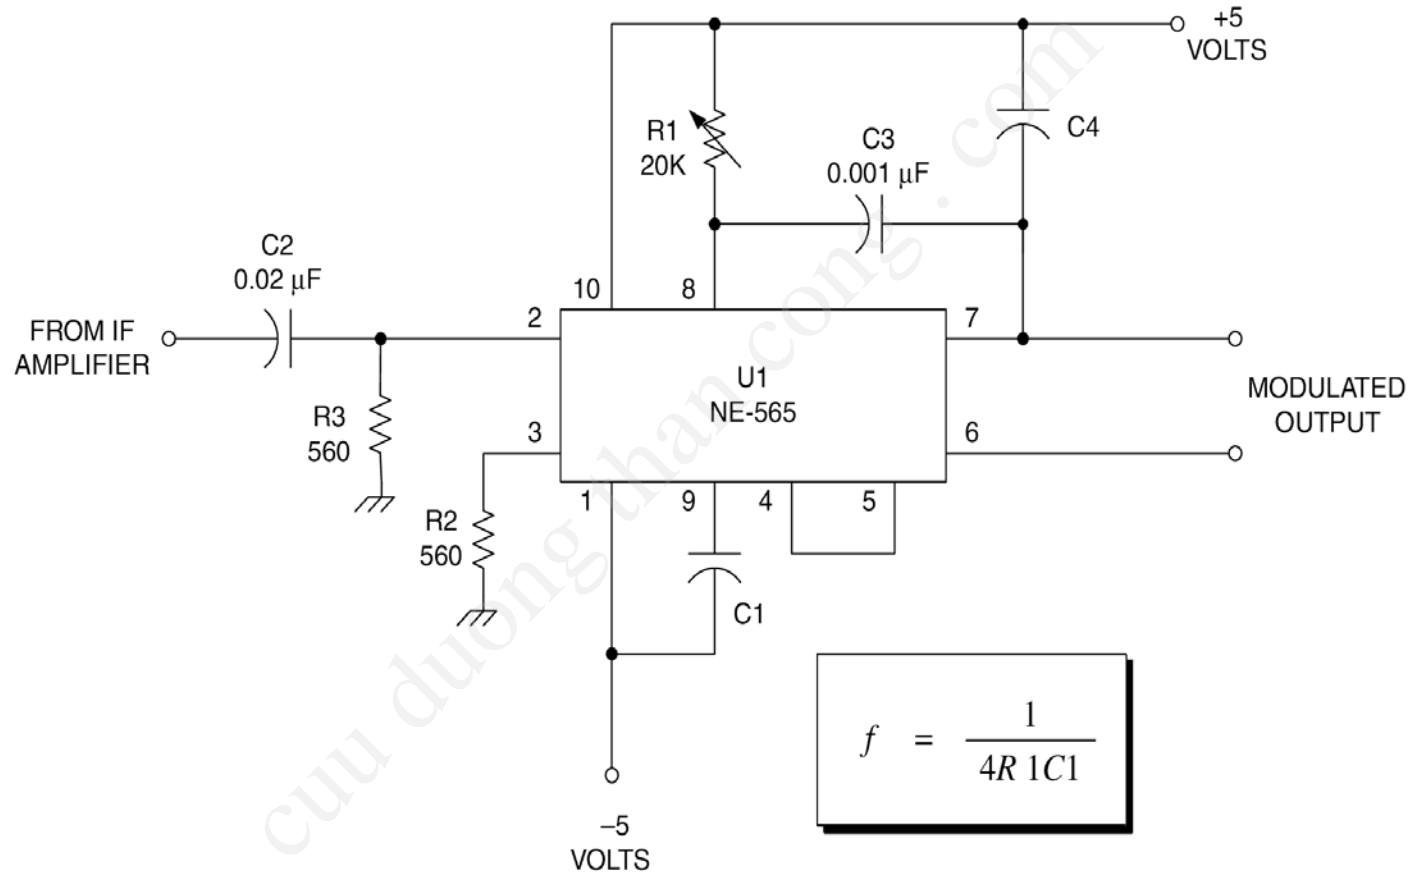 +5
VOLTS
R1
20K
C3
0.001 μF
C4
C2
0.02 μF
10
8
2
7
FROM IF
AMPLIFIER
U1
NE-565
MODULATED
OUTPUT
R3
560
3
6
1
9
4
5
R2
560
C1
f = 1
4R 1C1
–5
VOLTS
cuu duong than cong . com